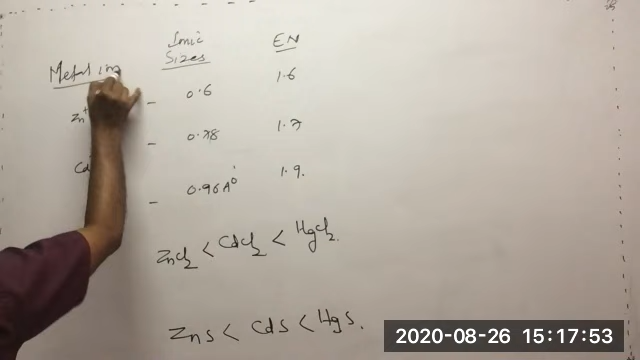 Metal ion Ionic Sizes EN
Zn+ - 0.6 1.6
Cd - 0.78 1.7
- 0.96A° 1.9.
ZnCl2 < CdCl2 < HgCl2.
ZnS < CdS < HgS.
2020-08-26 15:17:53